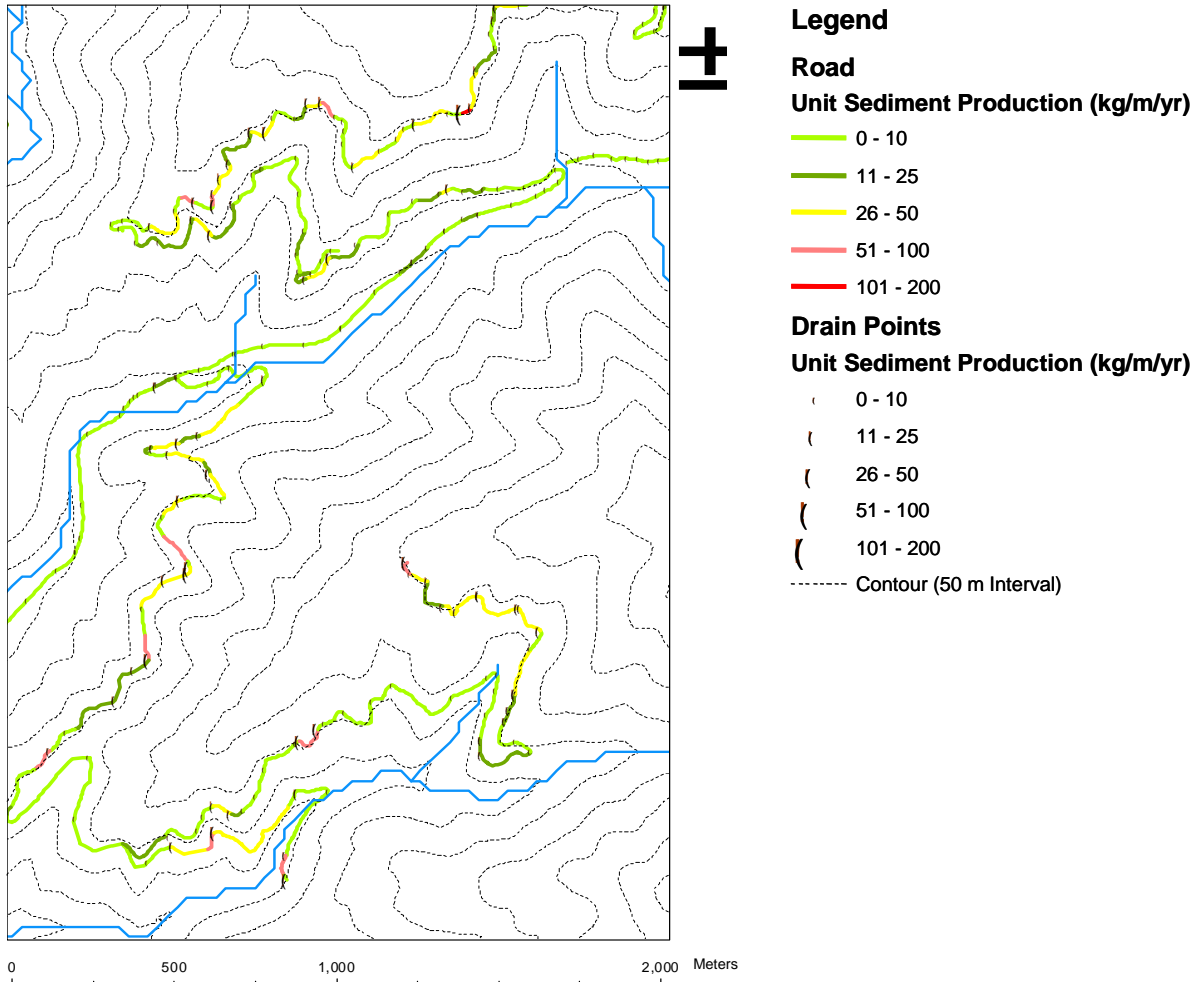 Legend
Road
Unit Sediment Production (kg/m/yr)
0 - 10
11 - 25
26 - 50
51 - 100
101 - 200
Drain Points
Unit Sediment Production (kg/m/yr)
0 - 10
11 - 25
26 - 50
51 - 100
101 - 200
Contour (50 m Interval)
0 500 1,000 2,000 Meters